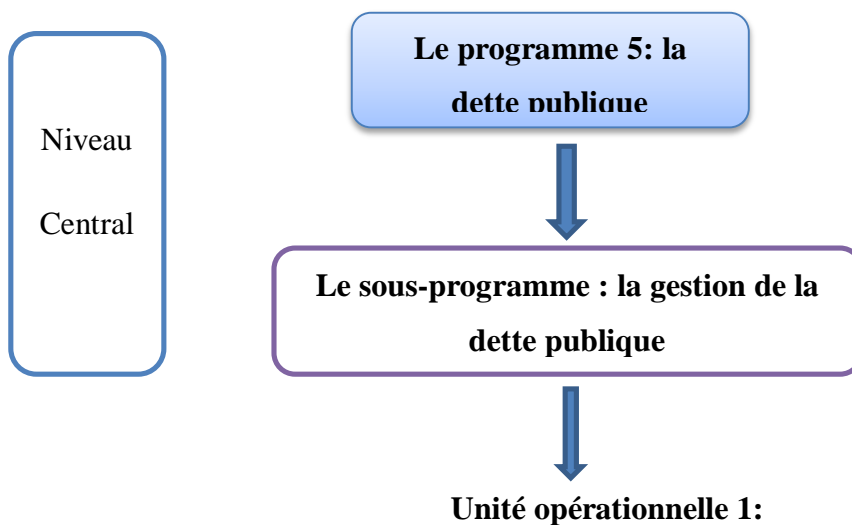 Niveau
Central
Le programme 5: la
dette publique
Le sous-programme : la gestion de la
dette publique
Unité opérationnelle 1: